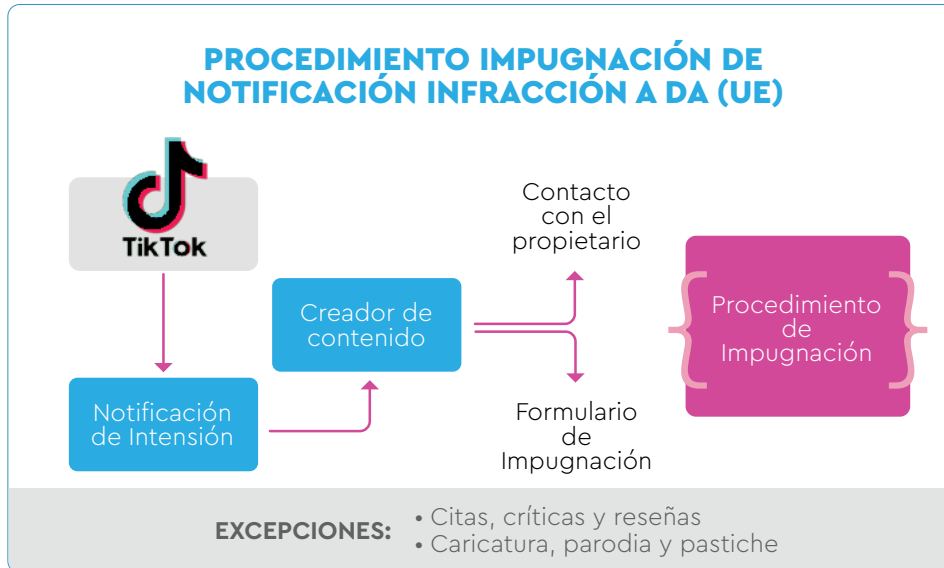 PROCEDIMIENTO IMPUGNACIÓN DE
NOTIFICACIÓN INFRACCIÓN A DA (UE)
TikTok
Notificación
de Intensión
Creador de
contenido
Contacto
con el
propietario
Formulario
de
Impugnación
Procedimiento
de
Impugnación
EXCEPCIONES:
• Citas, críticas y reseñas
• Caricatura, parodia y pastiche